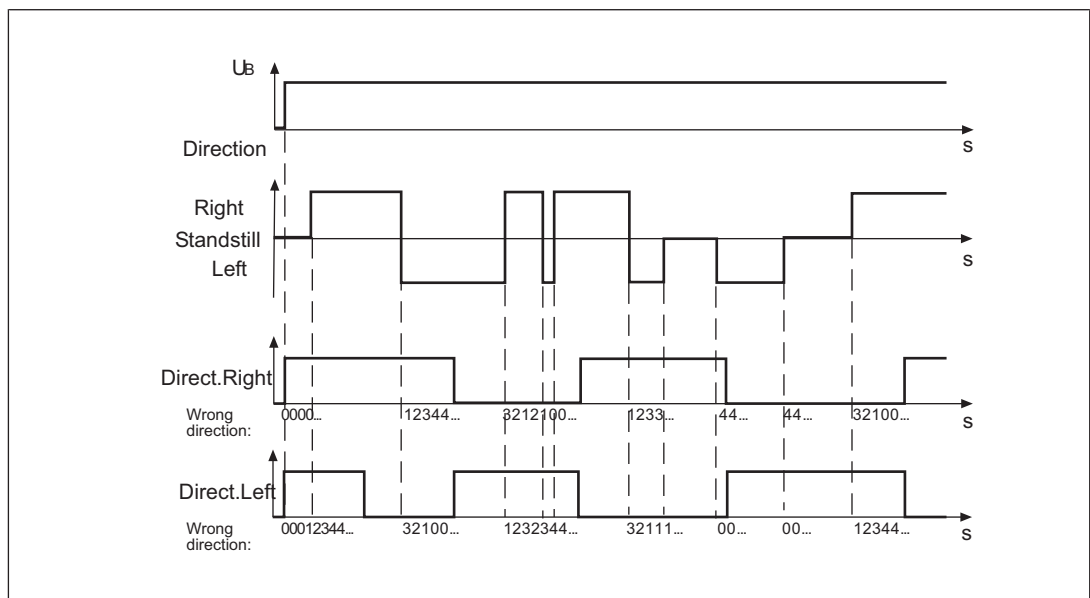 UB
s
Direction
Right
Standstill
Left
s
Direct.Right
Wrong direction:
0000... 12344... 3212100... 1233... 44... 44... 32100...
s
Direct.Left
Wrong direction:
00012344... 32100... 1232344... 32111... 00... 00... 12344...
s